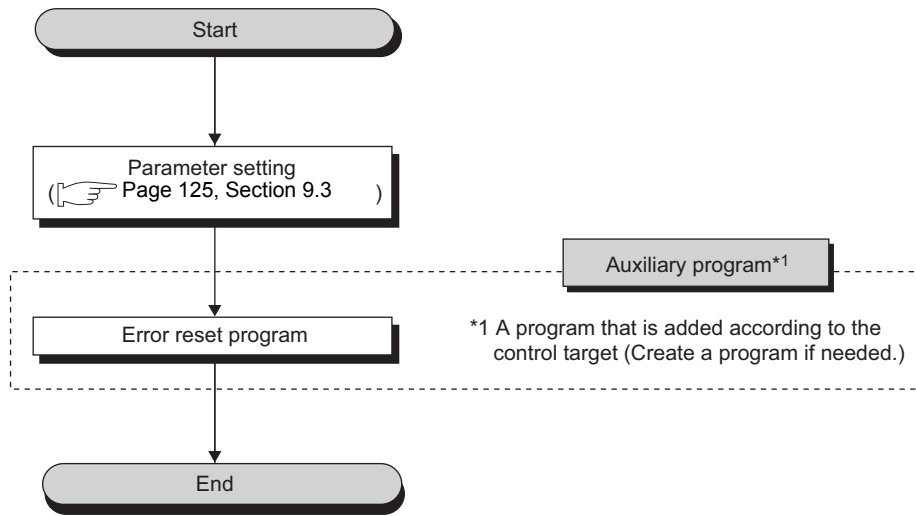 Start
Parameter setting
( Page 125, Section 9.3 )
Auxiliary program*1
Error reset program
*1 A program that is added according to the
control target (Create a program if needed.)
End